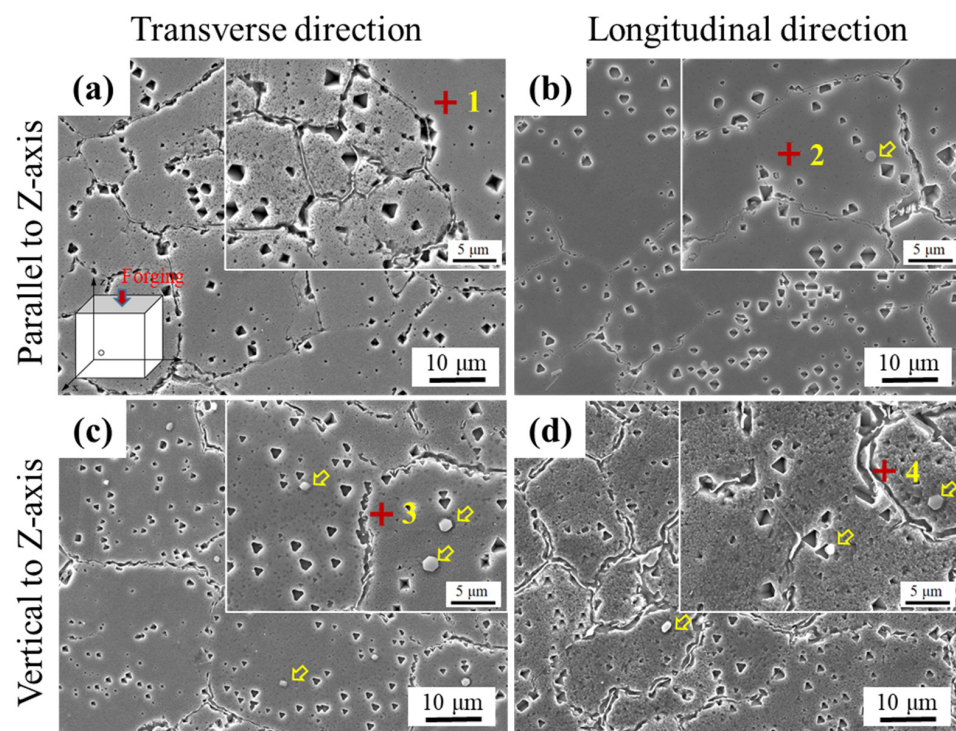 Transverse direction
Longitudinal direction
Parallel to Z-axis
(a)
1
5 μm
Forging
10 μm
(b)
2
5 μm
10 μm
Vertical to Z-axis
(c)
3
5 μm
10 μm
(d)
4
5 μm
10 μm